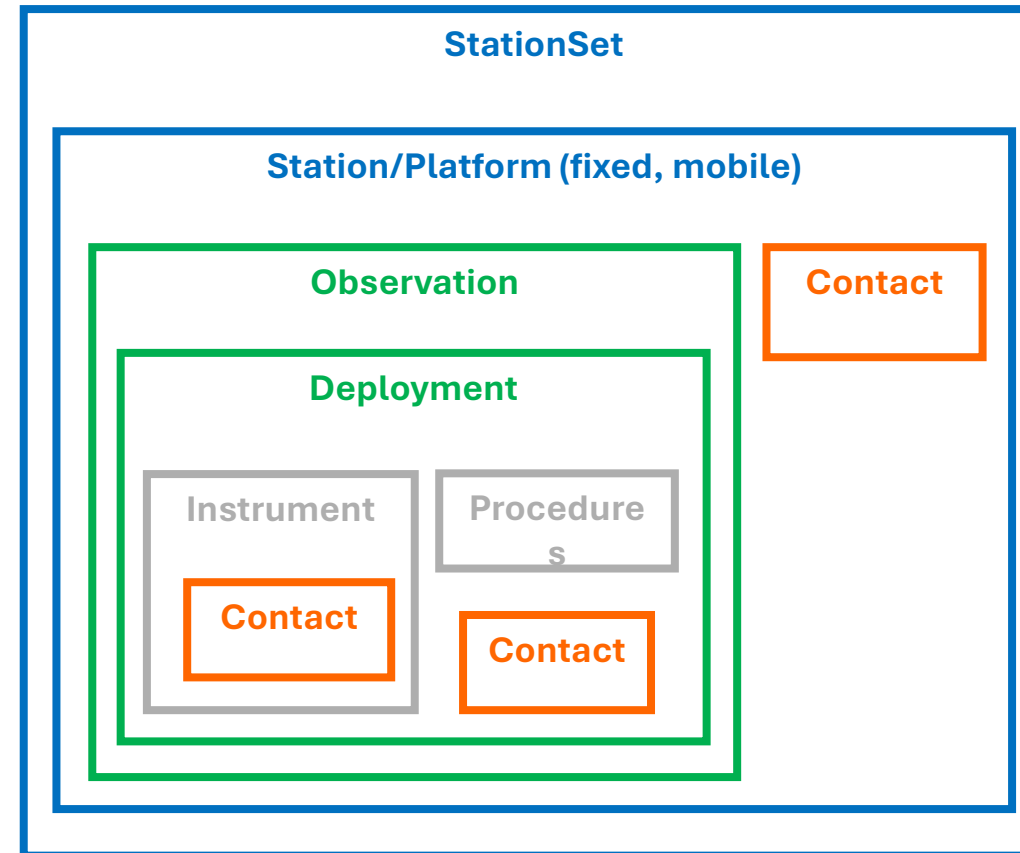 StationSet
Station/Platform (fixed, mobile)
Observation
Contact
Deployment
Instrument
Procedure
s
Contact
Contact